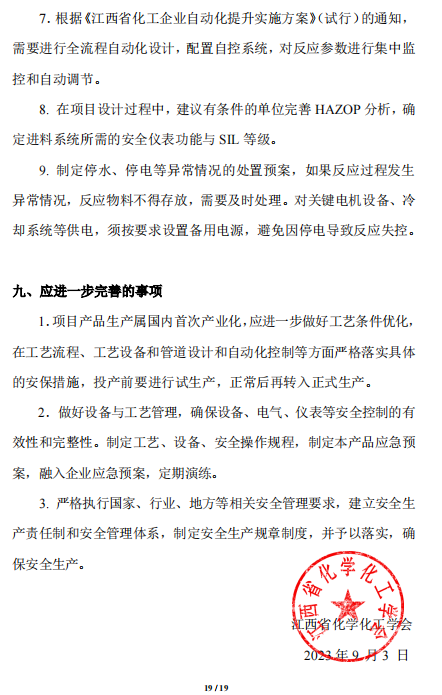 7. 根据《江西省化工企业自动化提升实施方案》（试行）的通知，
需要进行全流程自动化设计，配置自控系统，对反应参数进行集中监
控和自动调节。
8. 在项目设计过程中，建议有条件的单位完善 HAZOP 分析，确
定进料系统所需的安全仪表功能与 SIL 等级。
9. 制定停水、停电等异常情况的处置预案，如果反应过程发生
异常情况，反应物料不得存放，需要及时处理。对关键电机设备、冷
却系统等供电，须按要求设置备用电源，避免因停电导致反应失控。
九、应进一步完善的事项
1.项目产品生产属国内首次产业化，应进一步做好工艺条件优化，
在工艺流程、工艺设备和管道设计和自动化控制等方面严格落实具体
的安保措施，投产前要进行试生产，正常后再转入正式生产。
2．做好设备与工艺管理，确保设备、电气、仪表等安全控制的有
效性和完整性。制定工艺、设备、安全操作规程，制定本产品应急预
案，融入企业应急预案，定期演练。
3. 严格执行国家、行业、地方等相关安全管理要求，建立安全生
产责任制和安全管理体系，制定安全生产规章制度，并予以落实，确
保安全生产。
江西省化学化工学会
江西省化学化工学会
2023 年 9 月 3 日
19 / 19